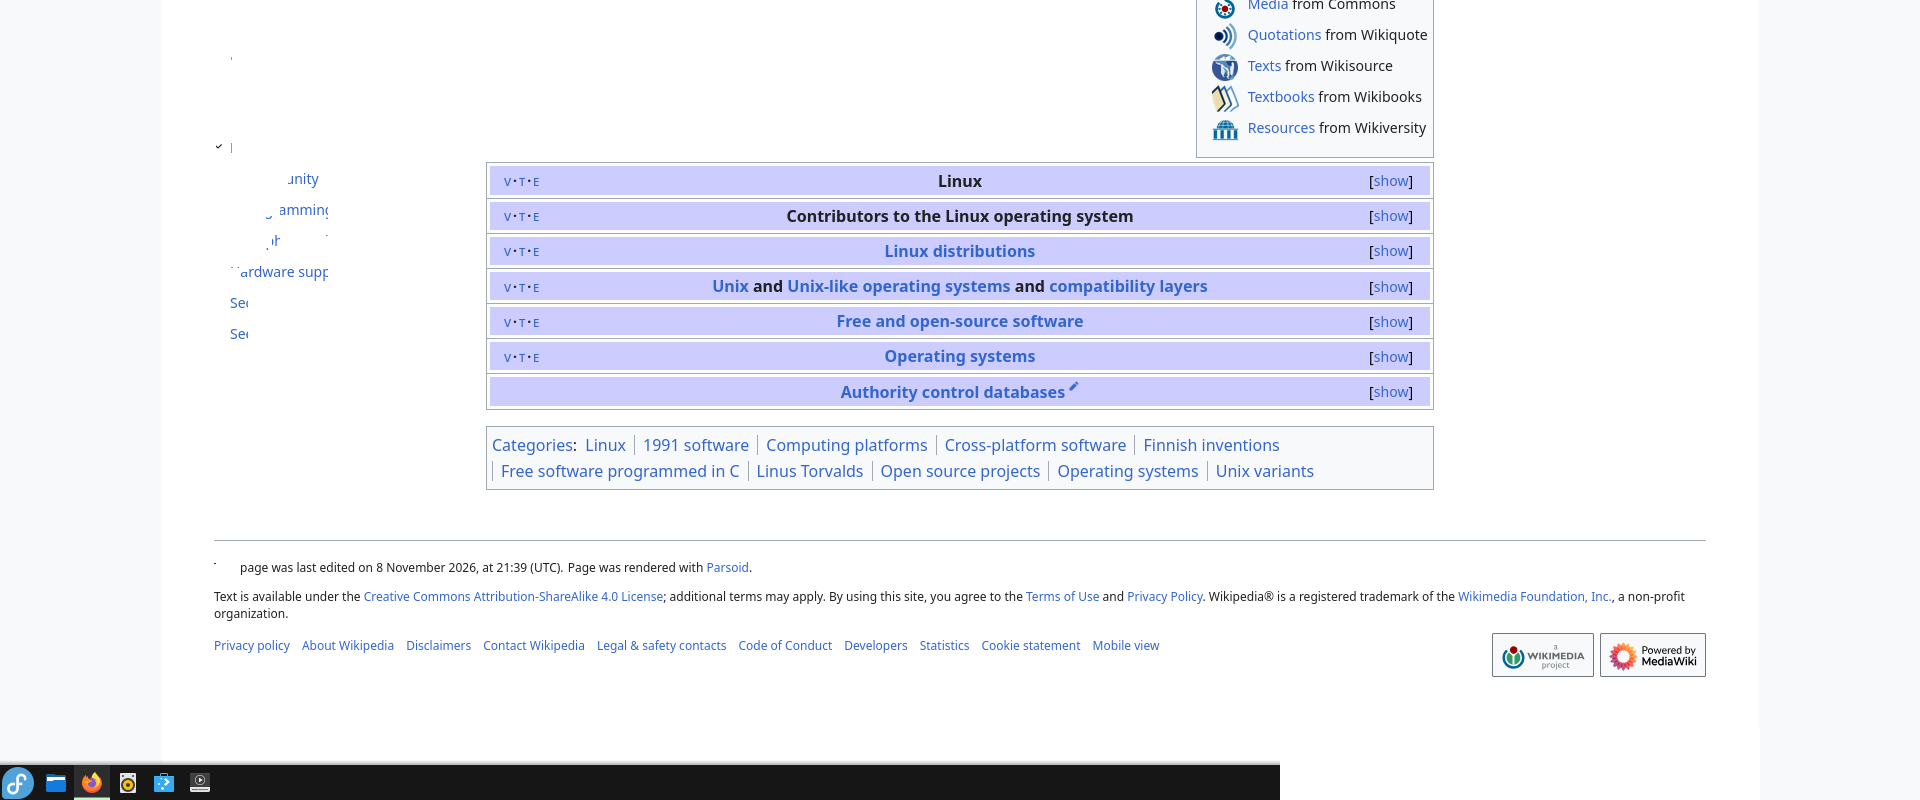 Media from Commons
Quotations from Wikiquote
Texts from Wikisource
Textbooks from Wikibooks
Resources from Wikiversity
V·T·E Linux [show]
V·T·E Contributors to the Linux operating system [show]
V·T·E Linux distributions [show]
V·T·E Unix and Unix-like operating systems and compatibility layers [show]
V·T·E Free and open-source software [show]
V·T·E Operating systems [show]
Authority control databases [show]
Categories: Linux | 1991 software | Computing platforms | Cross-platform software | Finnish inventions
| Free software programmed in C | Linus Torvalds | Open source projects | Operating systems | Unix variants
page was last edited on 8 November 2026, at 21:39 (UTC). Page was rendered with Parsoid.
Text is available under the Creative Commons Attribution-ShareAlike 4.0 License; additional terms may apply. By using this site, you agree to the Terms of Use and Privacy Policy. Wikipedia® is a registered trademark of the Wikimedia Foundation, Inc., a non-profit
organization.
Privacy policy About Wikipedia Disclaimers Contact Wikipedia Legal & safety contacts Code of Conduct Developers Statistics Cookie statement Mobile view
a
WIKIMEDIA
project
Powered by
MediaWiki